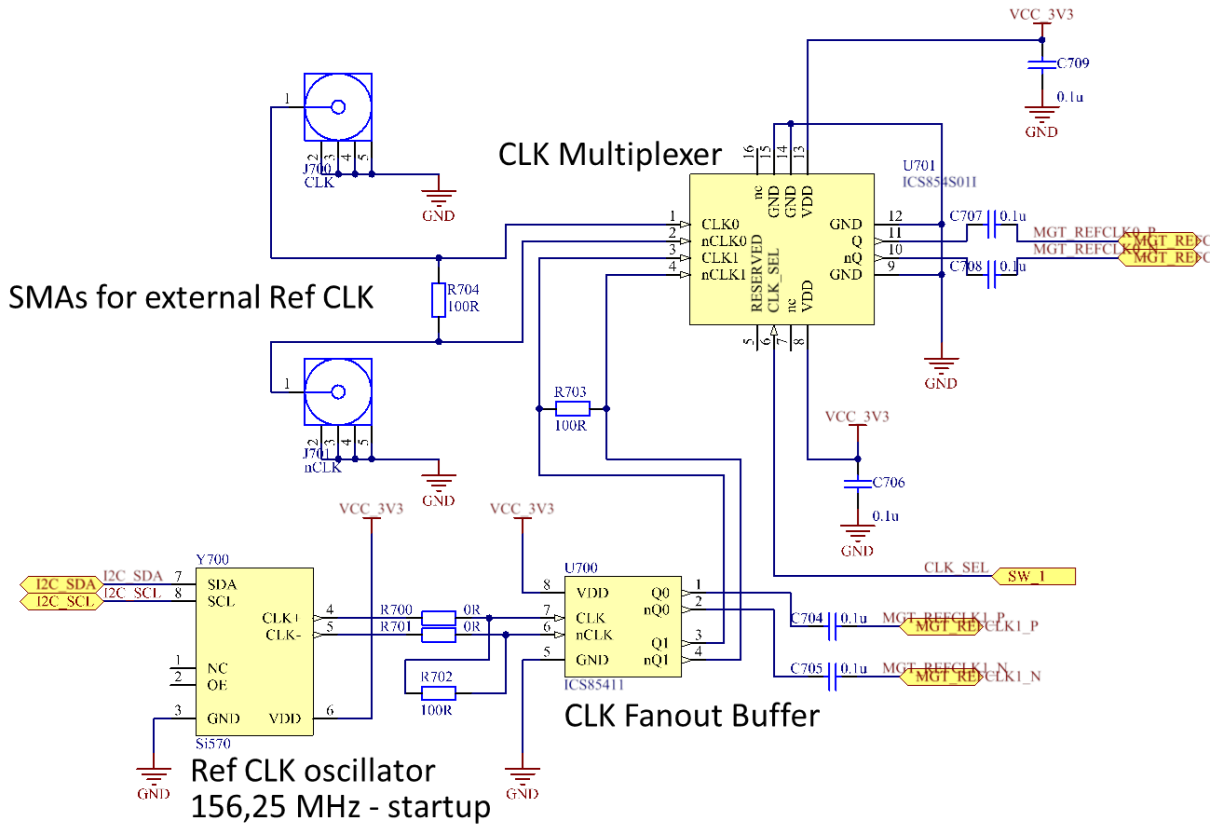 VCC_3V3
C709
0.1u
GND
1
2
3
4
5
J700
CLK
GND
CLK Multiplexer
16
15
14
13
nc
GND
GND
VDD
U701
ICS854S01I
1
CLK0
2
nCLK0
3
CLK1
4
nCLK1
GND
12
Q
11
nQ
10
GND
9
RESERVED
CLK_SEL
nc
VDD
5
6
7
8
C707
0.1u
MGT_REFCLK0_P
MGT_REFC
C708
0.1u
MGT_REFCLK0_N
MGT_REFC
GND
SMAs for external Ref CLK
R704
100R
1
2
3
4
5
J701
nCLK
GND
R703
100R
VCC_3V3
C706
0.1u
GND
CLK_SEL
SW_1
VCC_3V3
VCC_3V3
I2C_SDA
I2C_SDA
I2C_SCL
I2C_SCL
Y700
7
SDA
8
SCL
CLK+
4
CLK-
5
1
NC
2
OE
3
GND
VDD
6
Si570
GND
R700
0R
R701
0R
R702
100R
U700
8
VDD
7
CLK
6
nCLK
5
GND
Q0
1
nQ0
2
Q1
3
nQ1
4
ICS85411
GND
C704
0.1u
MGT_REFCLK1_P
MGT_REFCLK1_P
C705
0.1u
MGT_REFCLK1_N
MGT_REFCLK1_N
CLK Fanout Buffer
Ref CLK oscillator
156,25 MHz - startup